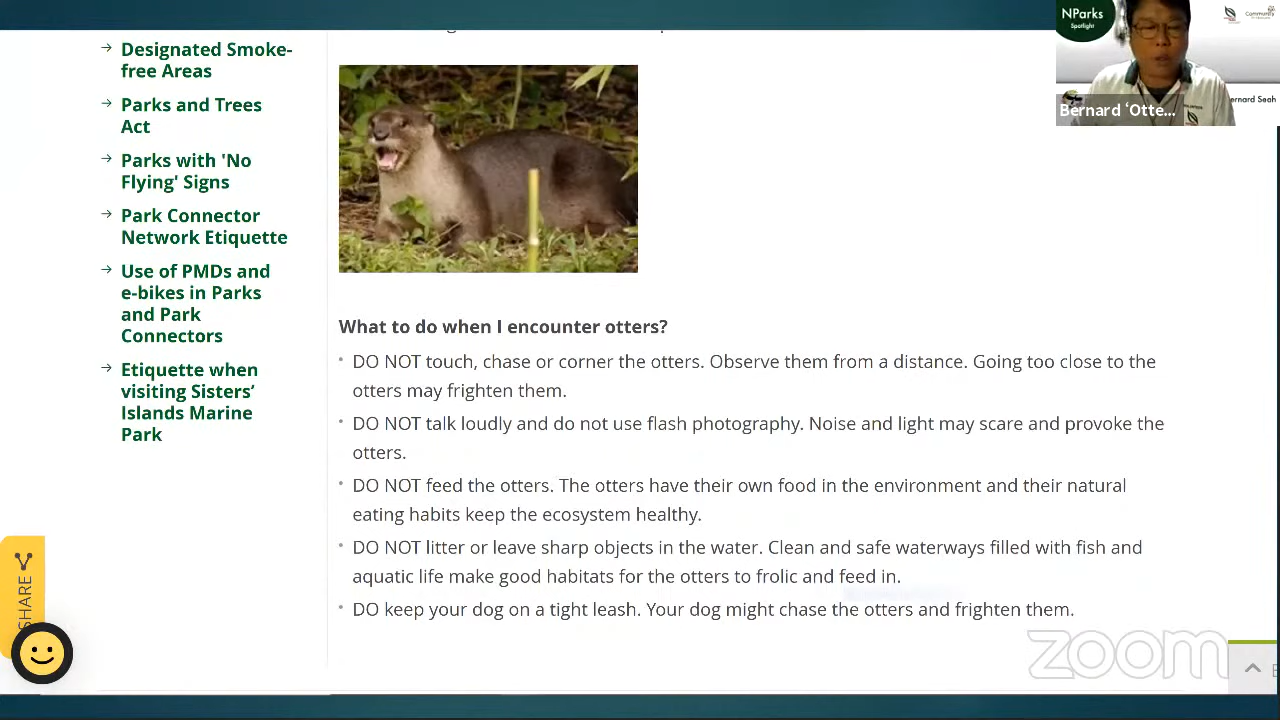 Designated Smoke-
free Areas
Parks and Trees
Act
Parks with 'No
Flying' Signs
Park Connector
Network Etiquette
Use of PMDs and
e-bikes in Parks
and Park
Connectors
Etiquette when
visiting Sisters’
Islands Marine
Park
SHARE
What to do when I encounter otters?
DO NOT touch, chase or corner the otters. Observe them from a distance. Going too close to the
otters may frighten them.
DO NOT talk loudly and do not use flash photography. Noise and light may scare and provoke the
otters.
DO NOT feed the otters. The otters have their own food in the environment and their natural
eating habits keep the ecosystem healthy.
DO NOT litter or leave sharp objects in the water. Clean and safe waterways filled with fish and
aquatic life make good habitats for the otters to frolic and feed in.
DO keep your dog on a tight leash. Your dog might chase the otters and frighten them.
NParks
Spotlight
Community
ernard Seah
Bernard ‘Otte...
zoom